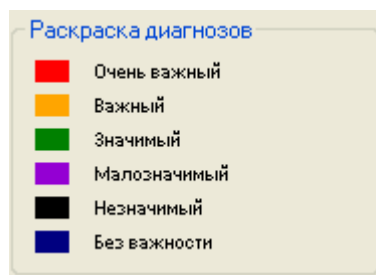 Раскраска диагнозов
Очень важный
Важный
Значимый
Малозначимый
Незначимый
Без важности